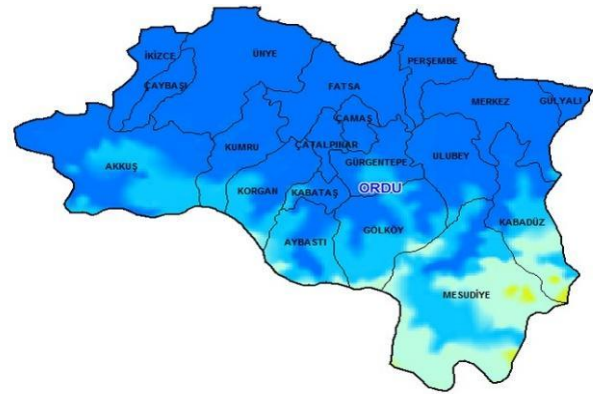 İKİZCE
ÜNYE
PERŞEMBE
ÇAYBAŞI
FATSA
MERKEZ
GÜLYALI
ÇAMAŞ
KUMRU
ÇATALPINAR
AKKUŞ
GÜRGENTEPE
ULUBEY
KORGAN
KABATAŞ
ORDU
KABADÜZ
AYBASTI
GÖLKÖY
MESUDİYE